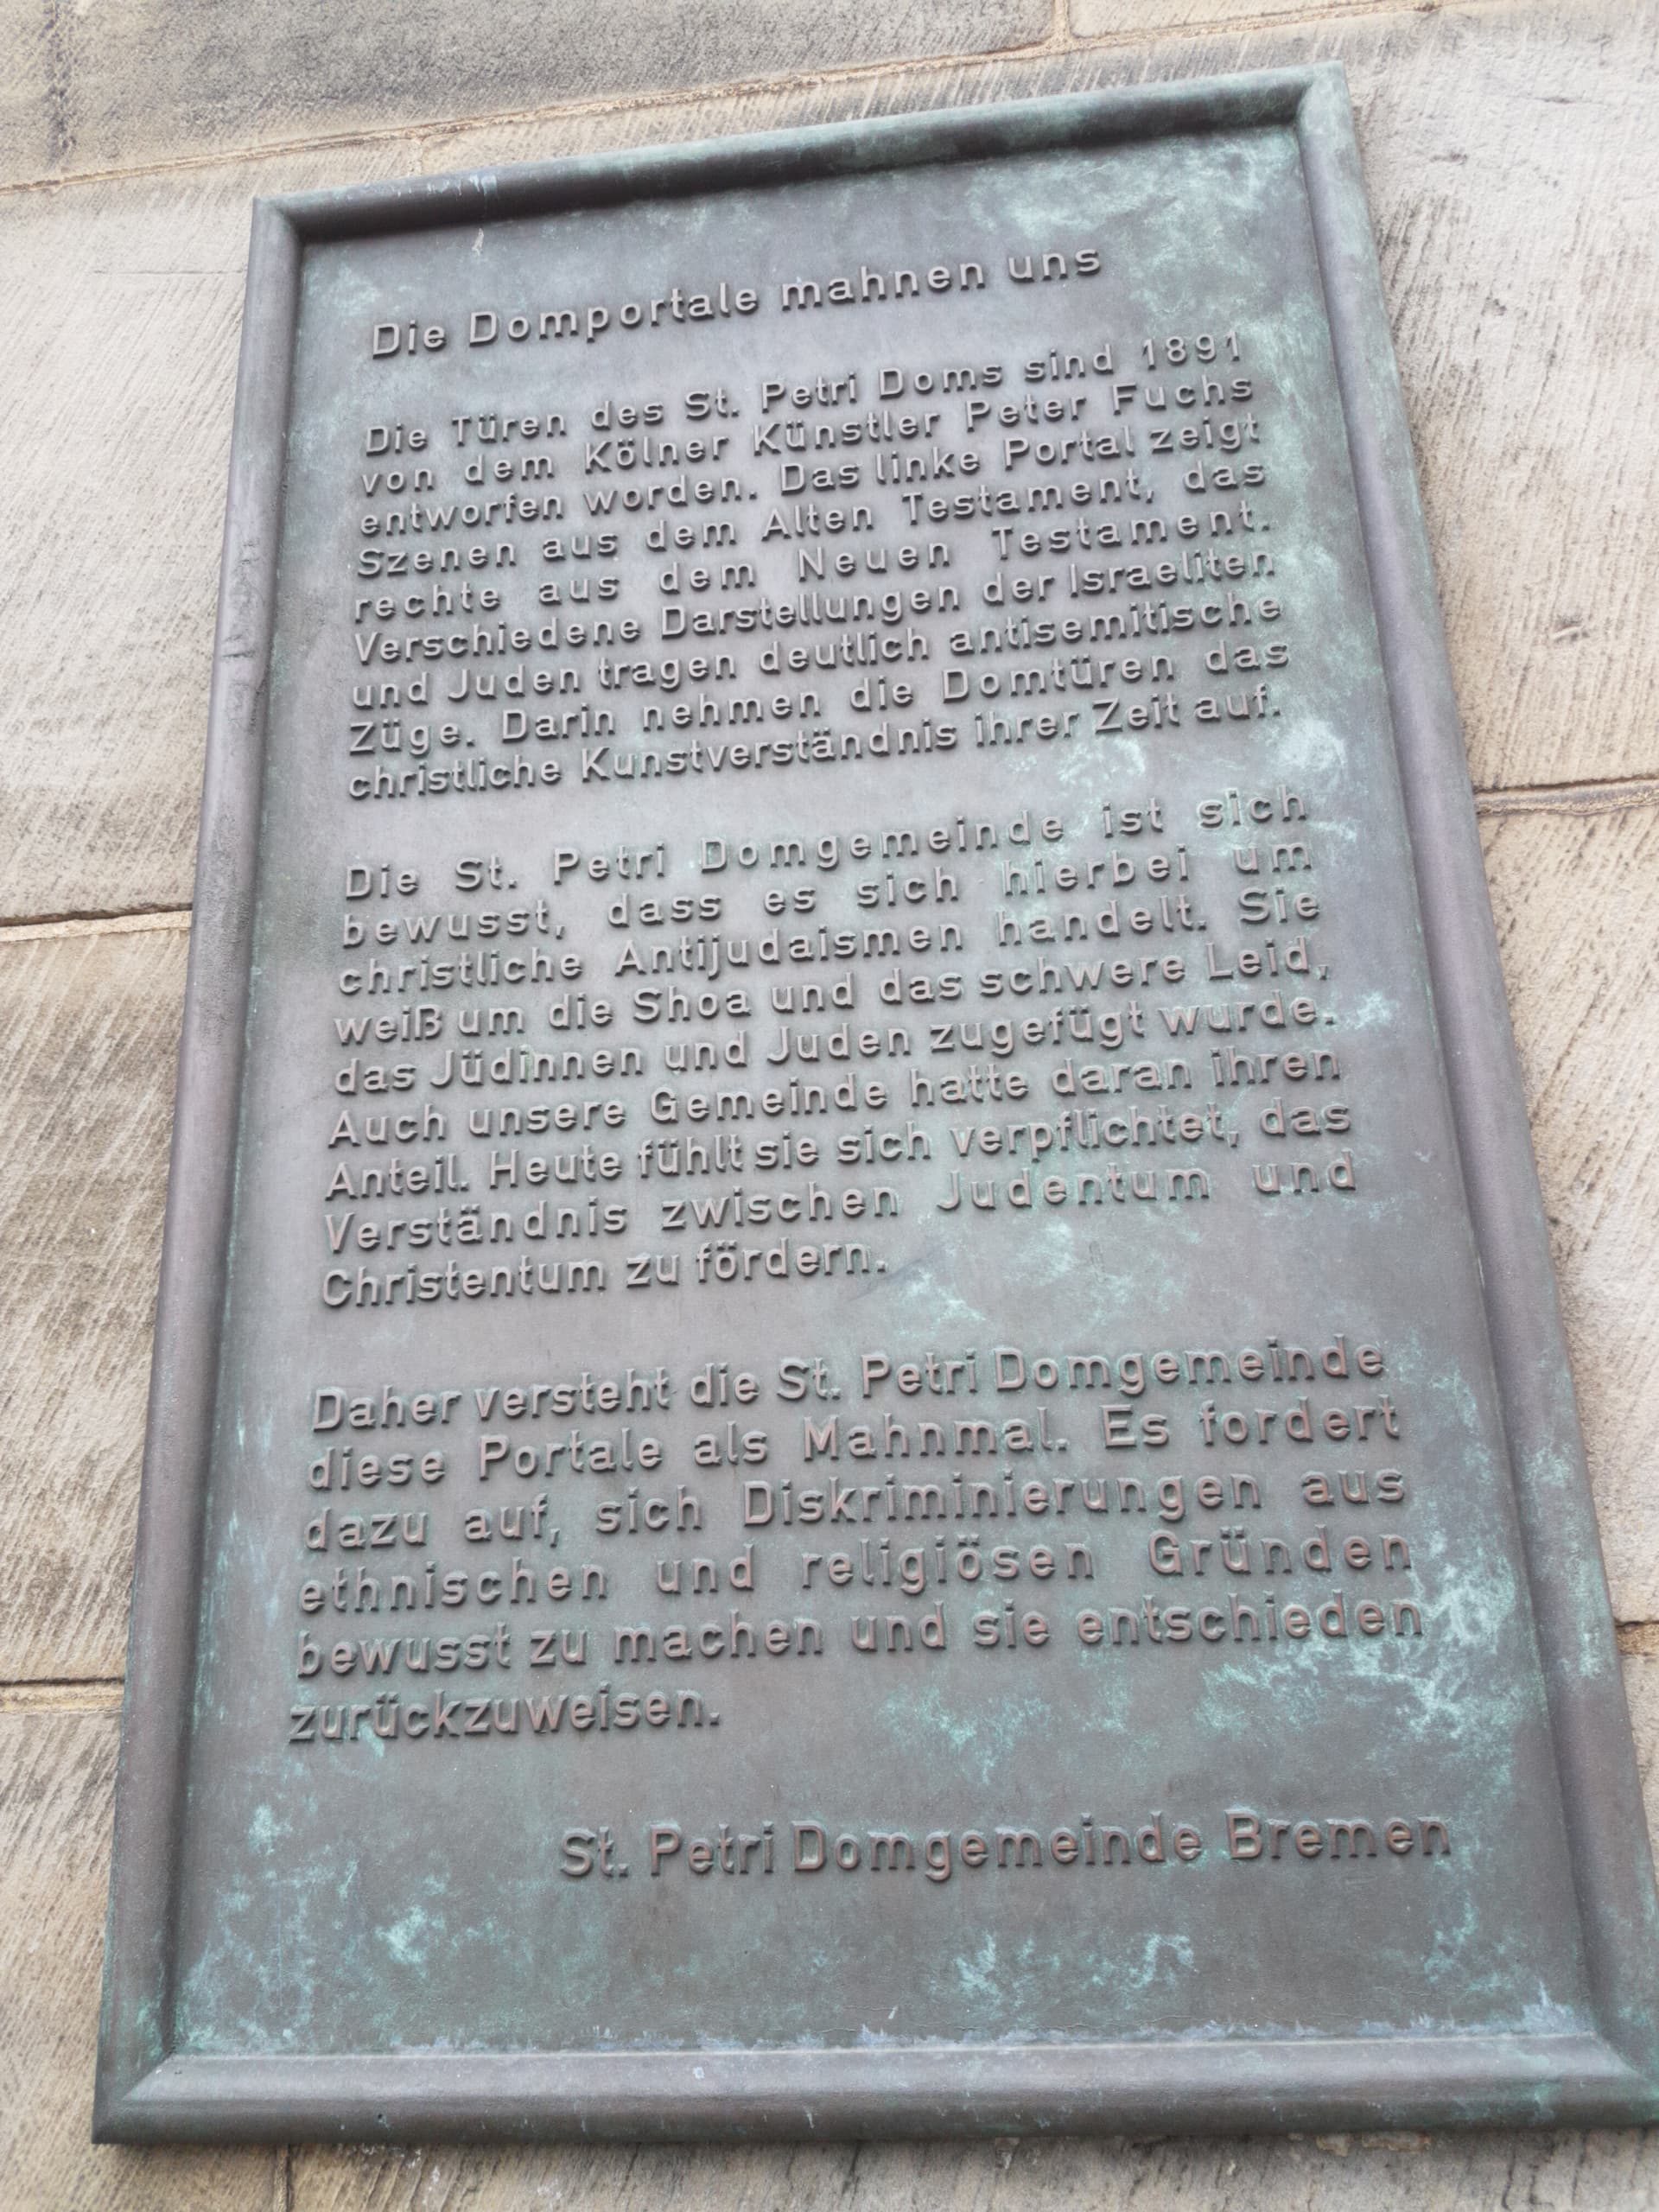 Die Domportale mahnen uns
Die Türen des St. Petri Doms sind 1891
von dem Kölner Künstler Peter Fuchs
entworfen worden. Das linke Portal zeigt
Szenen aus dem Alten Testament, das
rechte aus dem Neuen Testament.
Verschiedene Darstellungen der Israeliten
und Juden tragen deutlich antisemitische
Züge. Darin nehmen die Domtüren das
christliche Kunstverständnis ihrer Zeit auf.
Die St. Petri Domgemeinde ist sich
bewusst, dass es sich hierbei um
christliche Antijudaismen handelt. Sie
weiß um die Shoa und das schwere Leid,
das Jüdinnen und Juden zugefügt wurde.
Auch unsere Gemeinde hatte daran ihren
Anteil. Heute fühlt sie sich verpflichtet, das
Verständnis zwischen Judentum und
Christentum zu fördern.
Daher versteht die St. Petri Domgemeinde
diese Portale als Mahnmal. Es fordert
dazu auf, sich Diskriminierungen aus
ethnischen und religiösen Gründen
bewusst zu machen und sie entschieden
zurückzuweisen.
St. Petri Domgemeinde Bremen